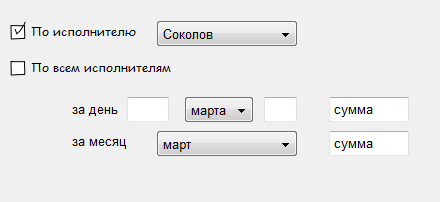 По исполнителю Соколов
По всем исполнителям
за день марта сумма
за месяц март сумма